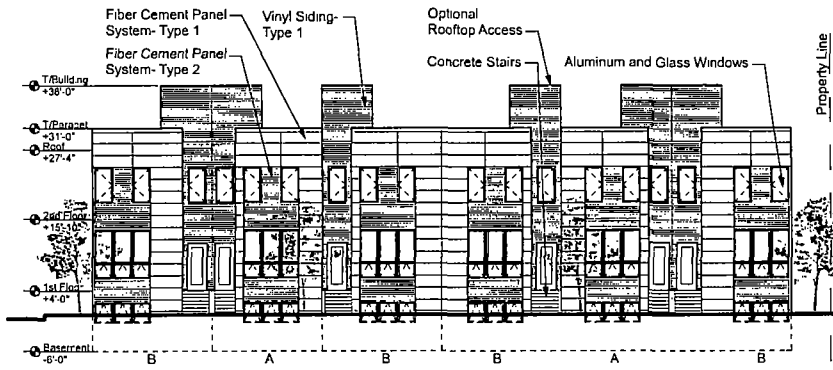 Fiber Cement Panel
System- Type 1
Vinyl Siding-
Type 1
Optional
Rooftop Access
Fiber Cement Panel
System- Type 2
Concrete Stairs
Aluminum and Glass Windows
Property Line
T/Building
+38'-0"
T/Parapet
+31'-0"
Roof
+27'-4"
2nd Floor
+15'-10"
1st Floor
+4'-0"
Basement
-6'-0"
B
A
B
B
A
B